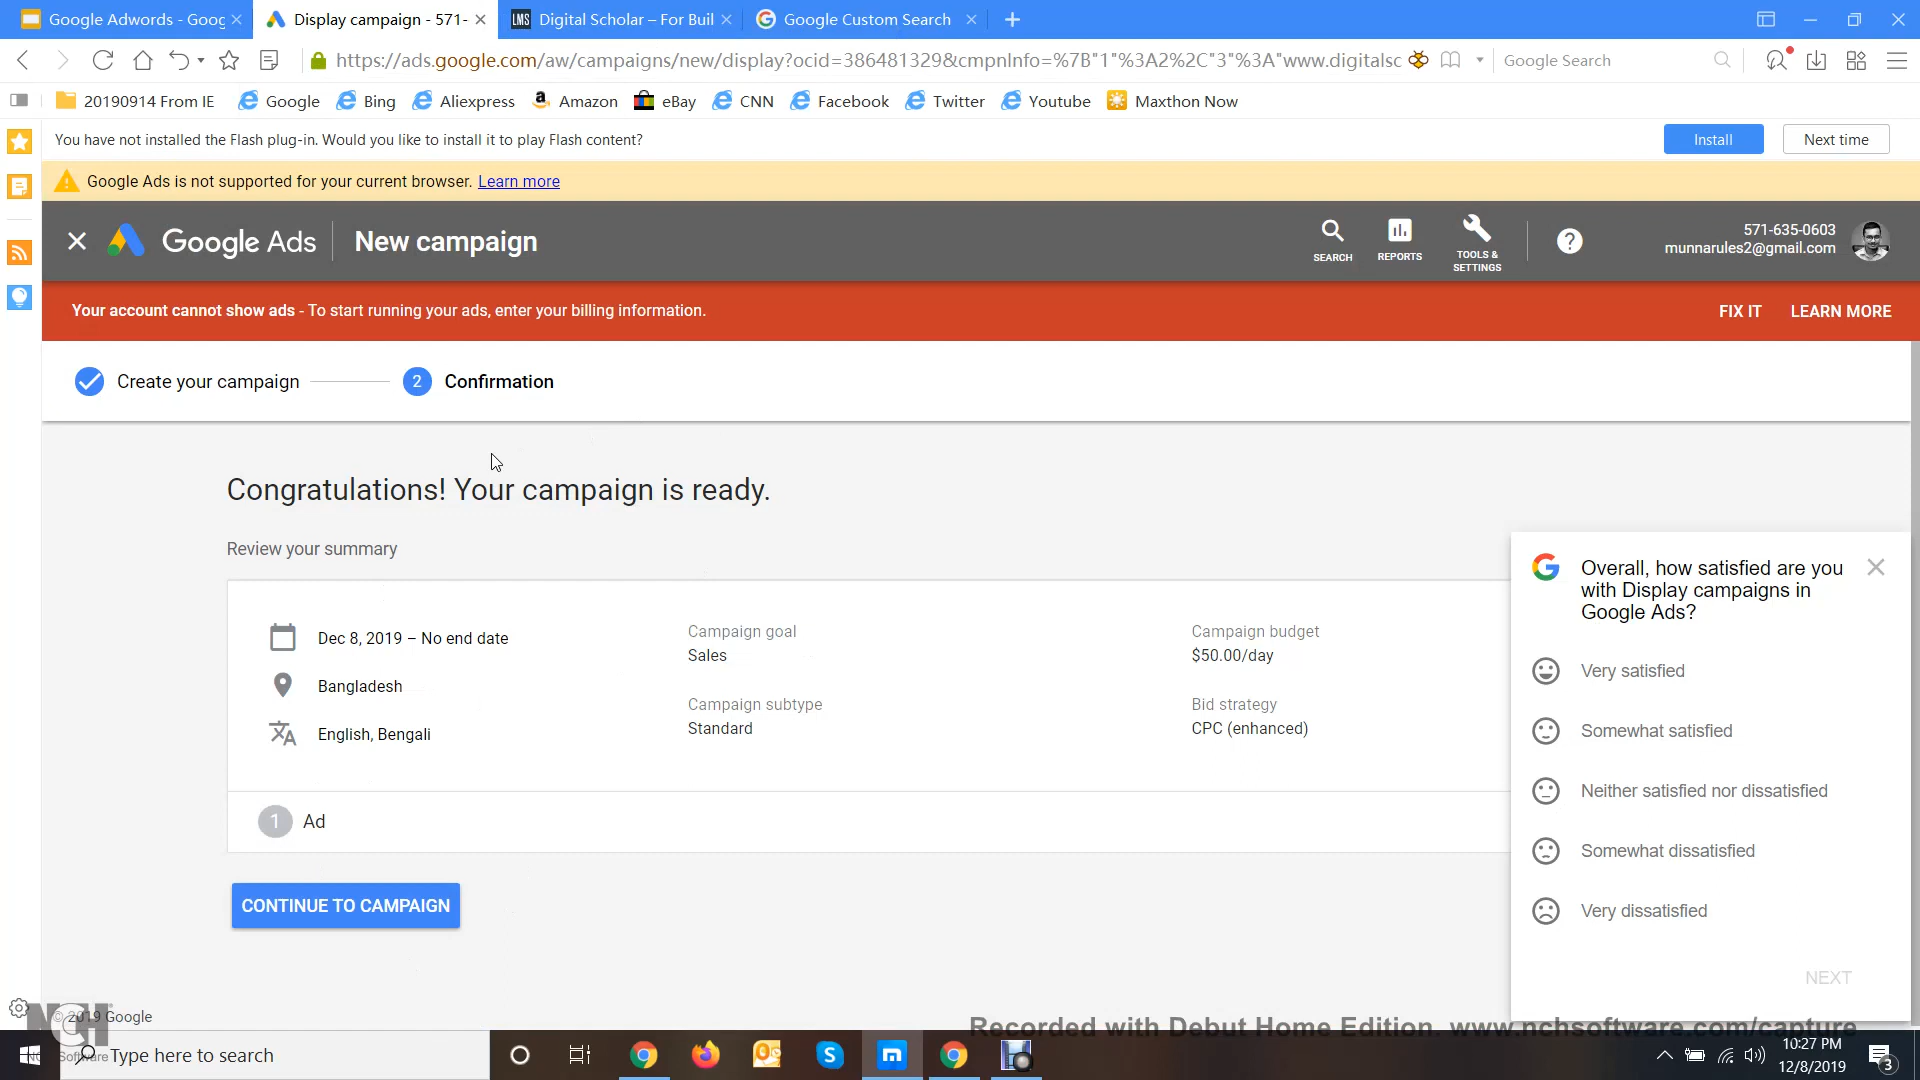 Google Adwords - Goog
Display campaign - 571-
LMS
Digital Scholar – For Buil
Google Custom Search
https://ads.google.com/aw/campaigns/new/display?ocid=386481329&cmpnInfo=%7B"1"%3A2%2C"3"%3A"www.digitalsc
Google Search
20190914 From IE
Google
Bing
Aliexpress
Amazon
eBay
CNN
Facebook
Twitter
Youtube
Maxthon Now
You have not installed the Flash plug-in. Would you like to install it to play Flash content?
Install
Next time
Google Ads is not supported for your current browser. Learn more
Google Ads
New campaign
SEARCH
REPORTS
TOOLS &
SETTINGS
571-635-0603
munnarules2@gmail.com
Your account cannot show ads - To start running your ads, enter your billing information.
FIX IT
LEARN MORE
Create your campaign
2
Confirmation
Congratulations! Your campaign is ready.
Review your summary
Dec 8, 2019 – No end date
Bangladesh
English, Bengali
Campaign goal
Sales
Campaign subtype
Standard
Campaign budget
$50.00/day
Bid strategy
CPC (enhanced)
1
Ad
CONTINUE TO CAMPAIGN
Overall, how satisfied are you
with Display campaigns in
Google Ads?
Very satisfied
Somewhat satisfied
Neither satisfied nor dissatisfied
Somewhat dissatisfied
Very dissatisfied
NEXT
© 2019 Google
NCH
Software
Recorded with Debut Home Edition. www.nchsoftware.com/capture
Type here to search
10:27 PM
12/8/2019
3